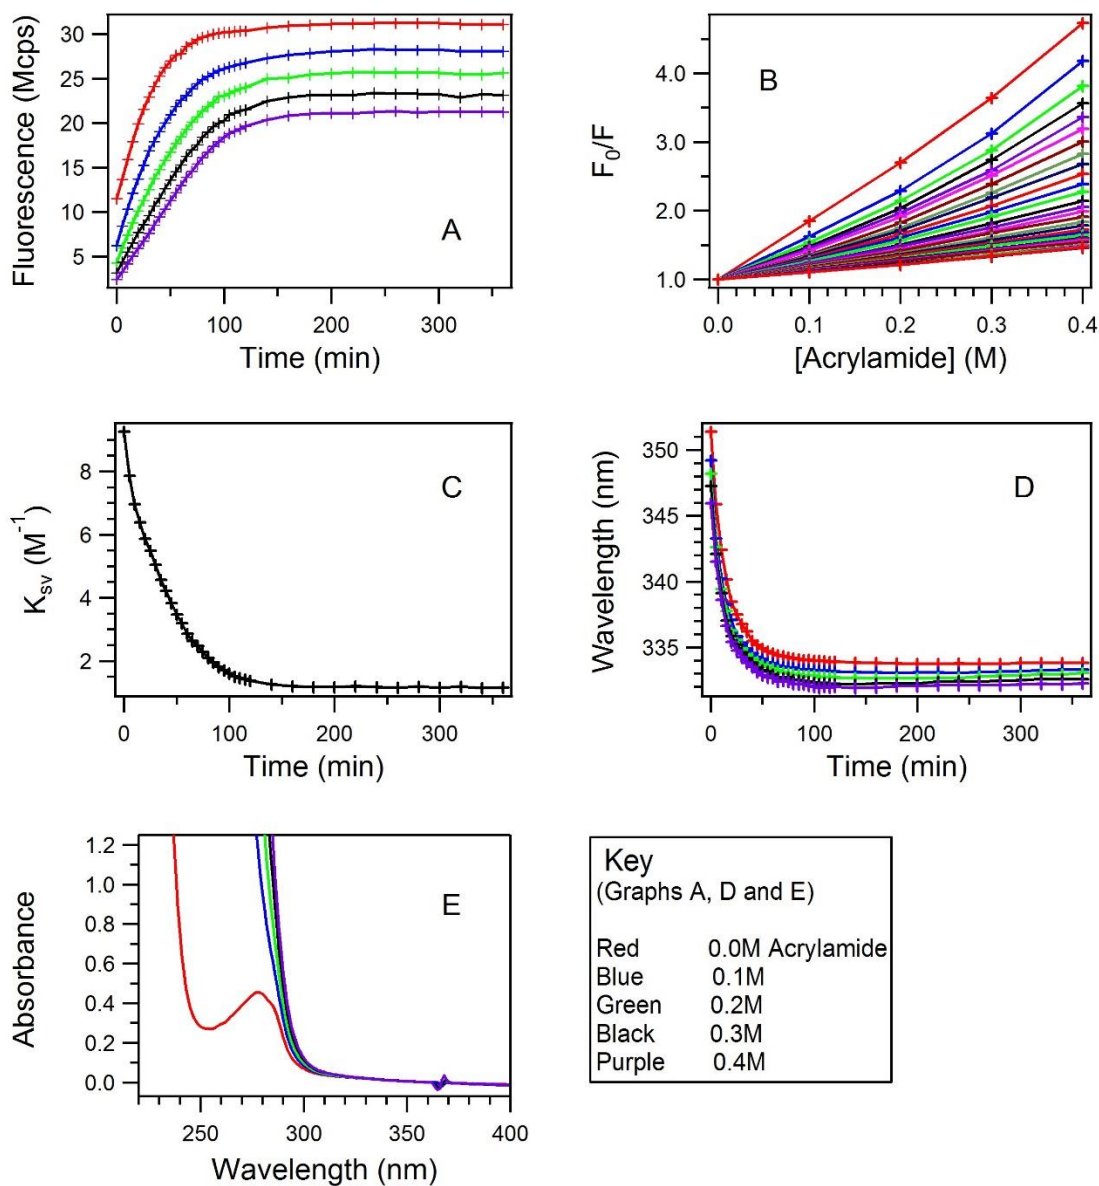 Fluorescence (Mcps)
30
25
20
15
10
5
A
0
100
200
300
Time (min)
F₀/F
4.0
3.0
2.0
1.0
B
0.0
0.1
0.2
0.3
0.4
[Acrylamide] (M)
Kₛᵥ (M⁻¹)
8
6
4
2
C
0
100
200
300
Time (min)
Wavelength (nm)
350
345
340
335
D
0
100
200
300
Time (min)
Absorbance
1.2
1.0
0.8
0.6
0.4
0.2
0.0
E
250
300
350
400
Wavelength (nm)
Key
(Graphs A, D and E)
Red 0.0M Acrylamide
Blue 0.1M
Green 0.2M
Black 0.3M
Purple 0.4M